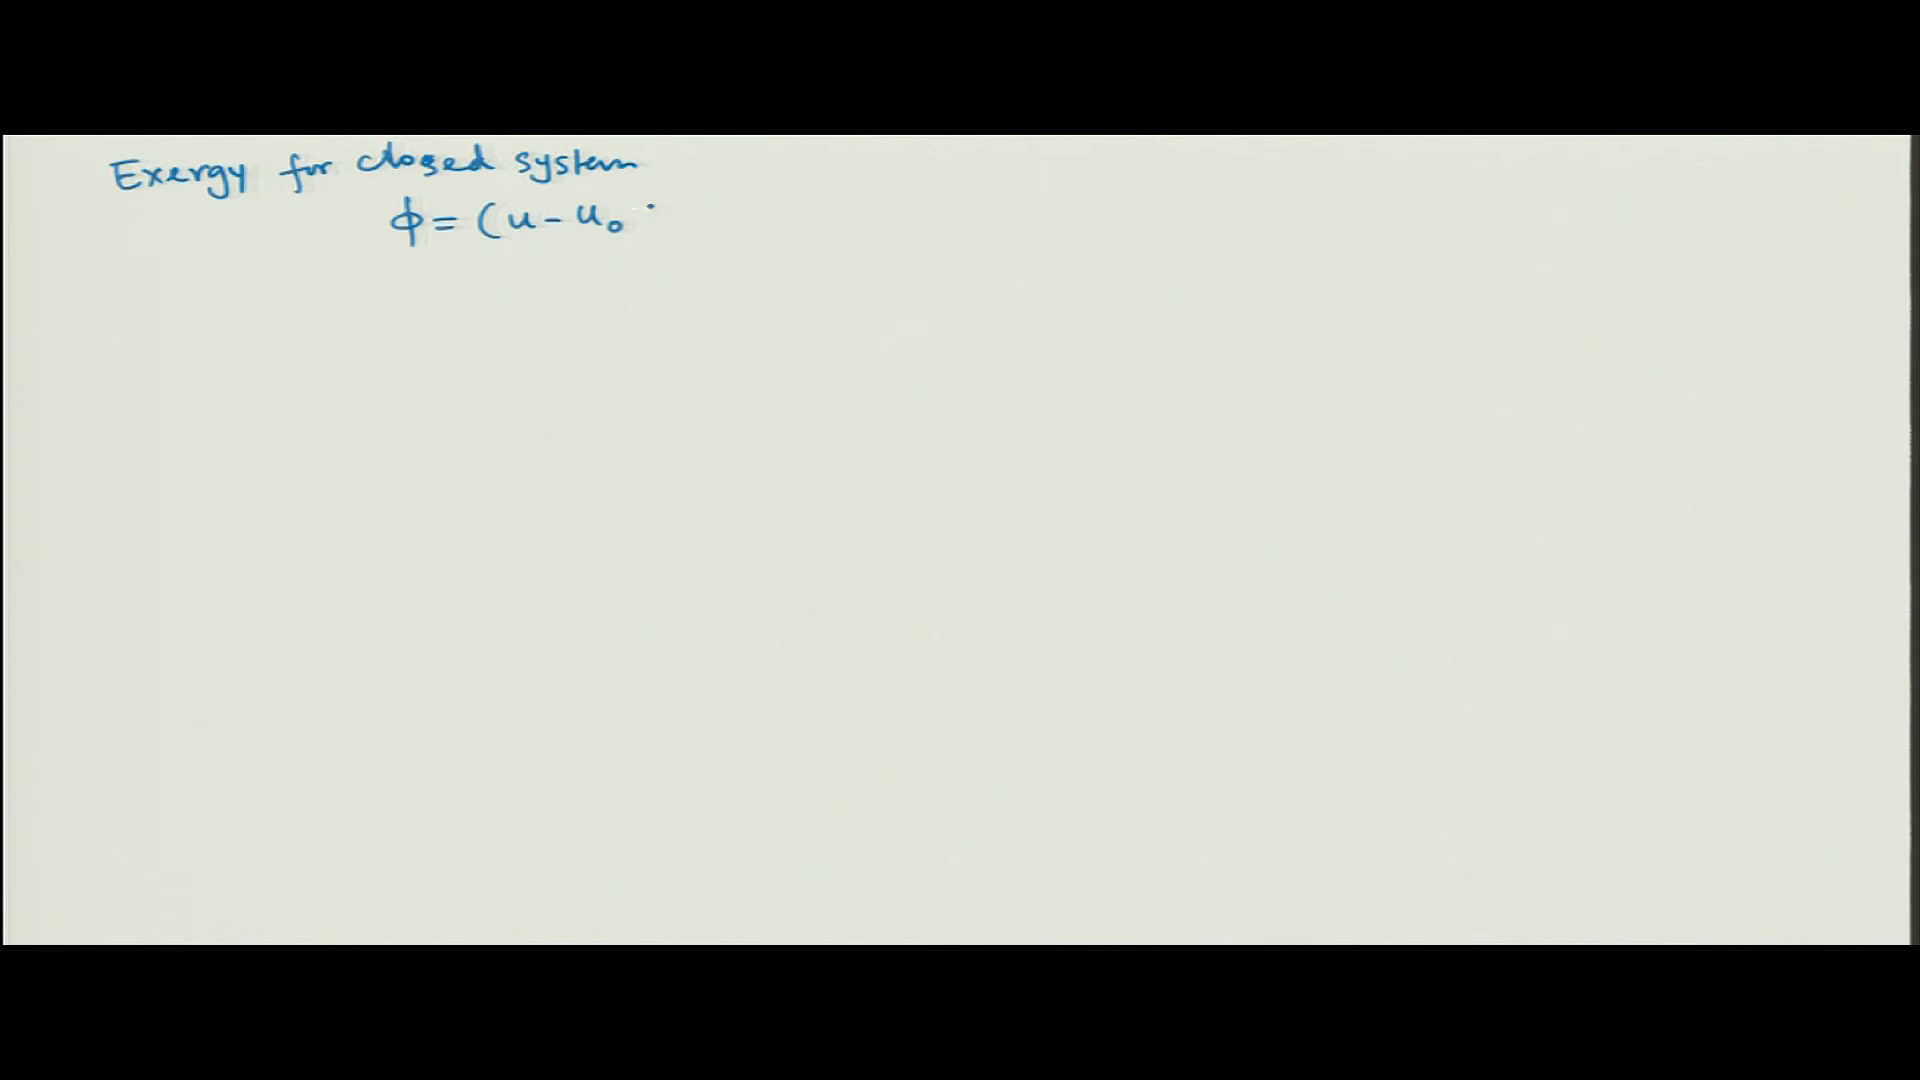 Exergy for closed system
ϕ = (u - u₀